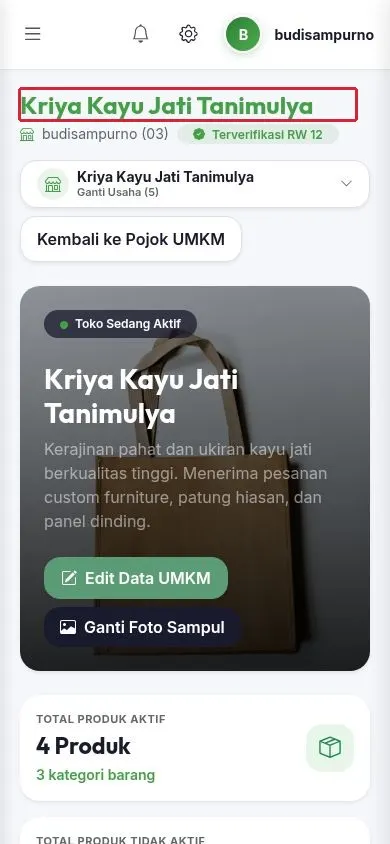 B
budisampurno
Kriya Kayu Jati Tanimulya
budisampurno (03)
Terverifikasi RW 12
Kriya Kayu Jati Tanimulya
Ganti Usaha (5)
Kembali ke Pojok UMKM
Toko Sedang Aktif
Kriya Kayu Jati
Tanimulya
Kerajinan pahat dan ukiran kayu jati
berkualitas tinggi. Menerima pesanan
custom furniture, patung hiasan, dan
panel dinding.
Edit Data UMKM
Ganti Foto Sampul
TOTAL PRODUK AKTIF
4 Produk
3 kategori barang
TOTAL PRODUK TIDAK AKTIF